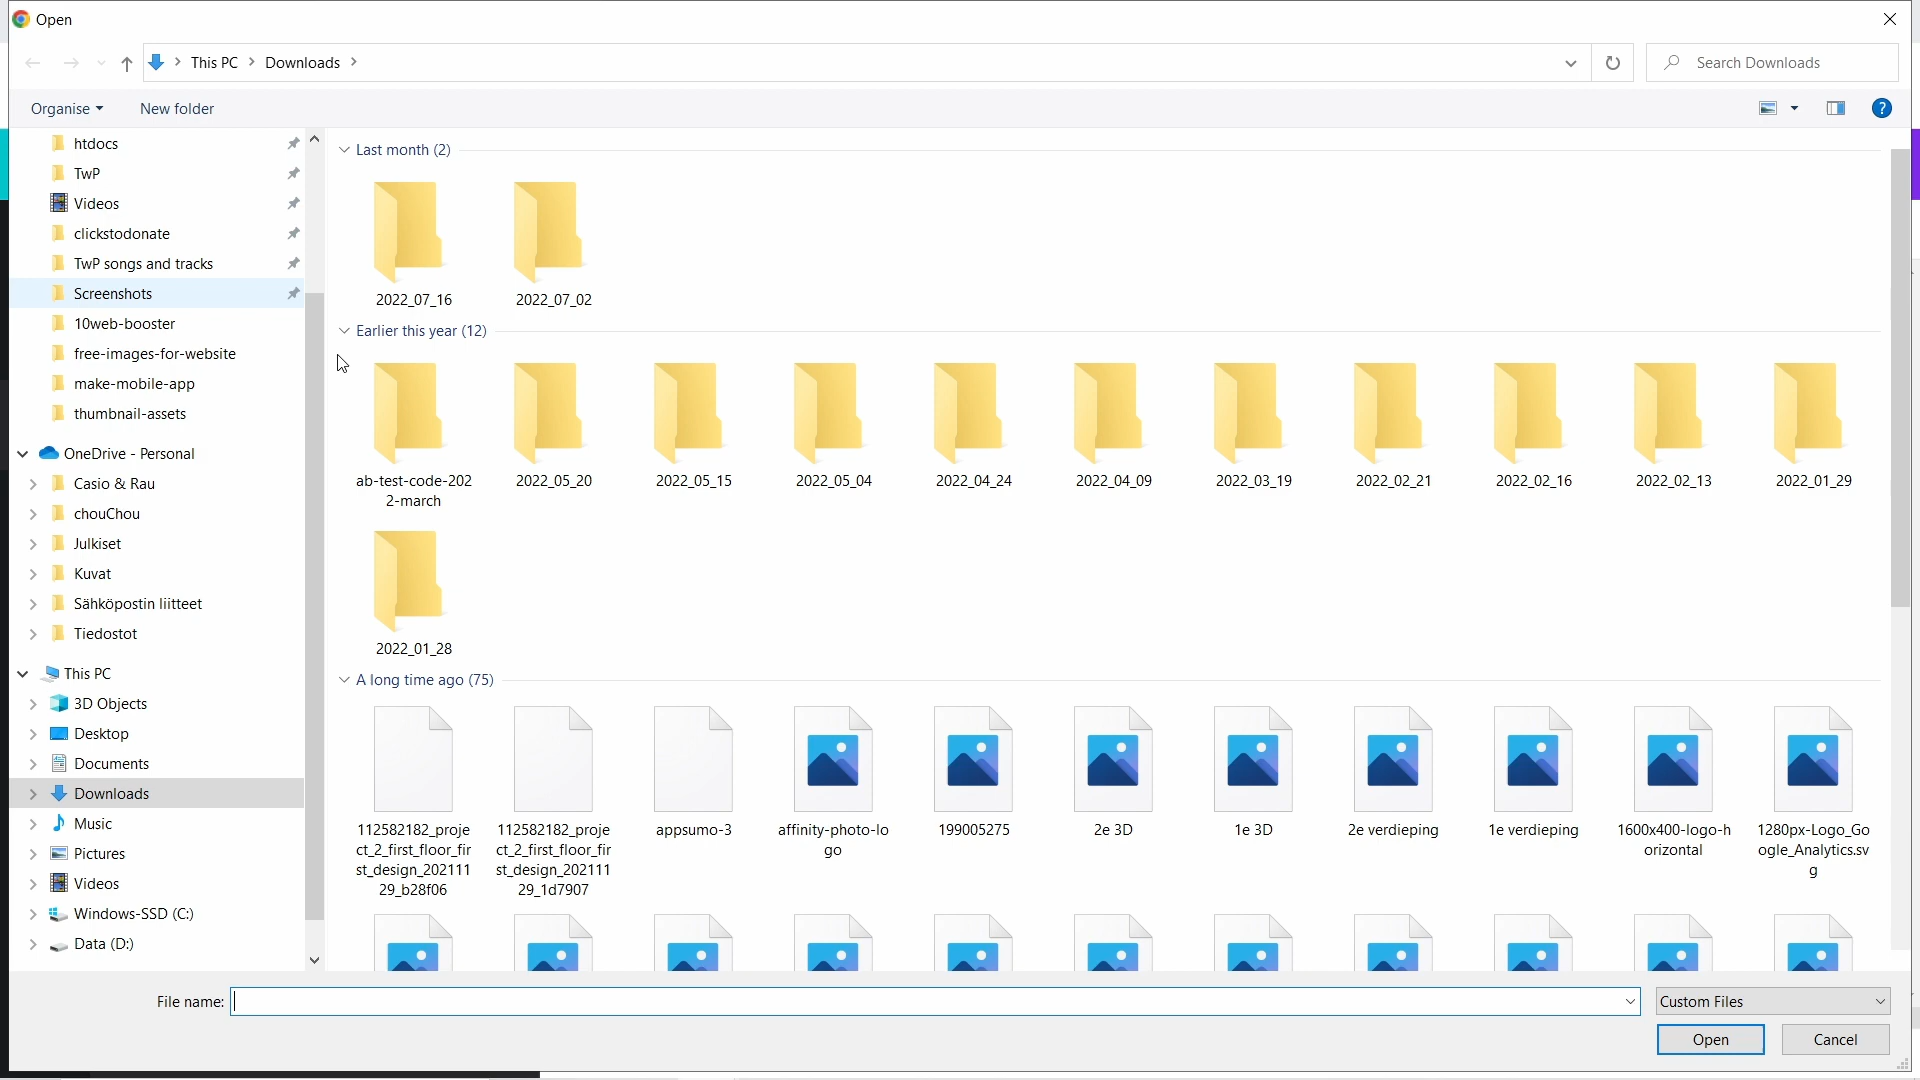 Open
This PC
Downloads
Search Downloads
Organise
New folder
?
htdocs
TwP
Videos
clickstodonate
TwP songs and tracks
Screenshots
10web-booster
free-images-for-website
make-mobile-app
thumbnail-assets
OneDrive - Personal
Casio & Rau
chouChou
Julkiset
Kuvat
Sähköpostin liitteet
Tiedostot
This PC
3D Objects
Desktop
Documents
Downloads
Music
Pictures
Videos
Windows-SSD (C:)
Data (D:)
Last month (2)
2022_07_16
2022_07_02
Earlier this year (12)
ab-test-code-202
2-march
2022_05_20
2022_05_15
2022_05_04
2022_04_24
2022_04_09
2022_03_19
2022_02_21
2022_02_16
2022_02_13
2022_01_29
2022_01_28
A long time ago (75)
112582182_proje
ct_2_first_floor_fir
st_design_202111
29_b28f06
112582182_proje
ct_2_first_floor_fir
st_design_202111
29_1d7907
appsumo-3
affinity-photo-lo
go
199005275
2e 3D
1e 3D
2e verdieping
1e verdieping
1600x400-logo-h
orizontal
1280px-Logo_Go
ogle_Analytics.sv
g
File name:
Custom Files
Open
Cancel